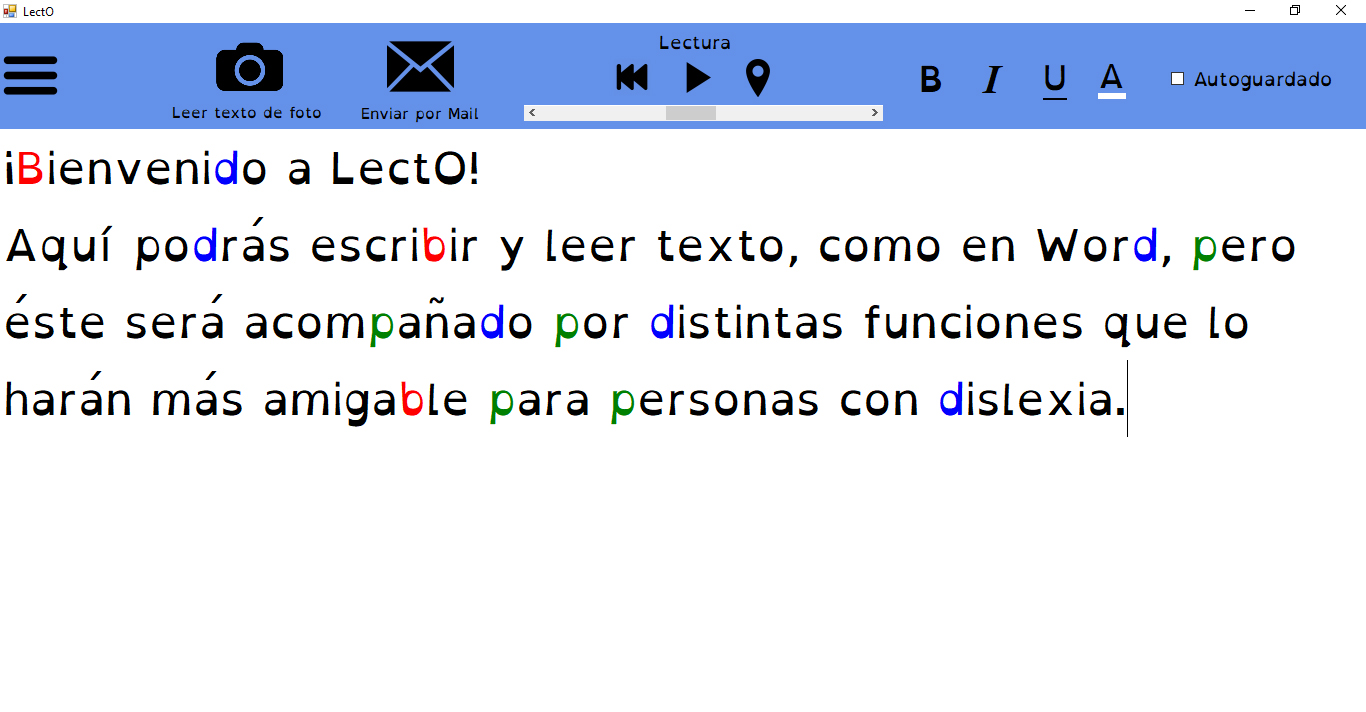 LectO
Lectura
Leer texto de foto
Enviar por Mail
B I U A
Autoguardado
¡Bienvenido a LectO!
Aquí podrás escribir y leer texto, como en Word, pero
éste será acompañado por distintas funciones que lo
harán más amigable para personas con dislexia.